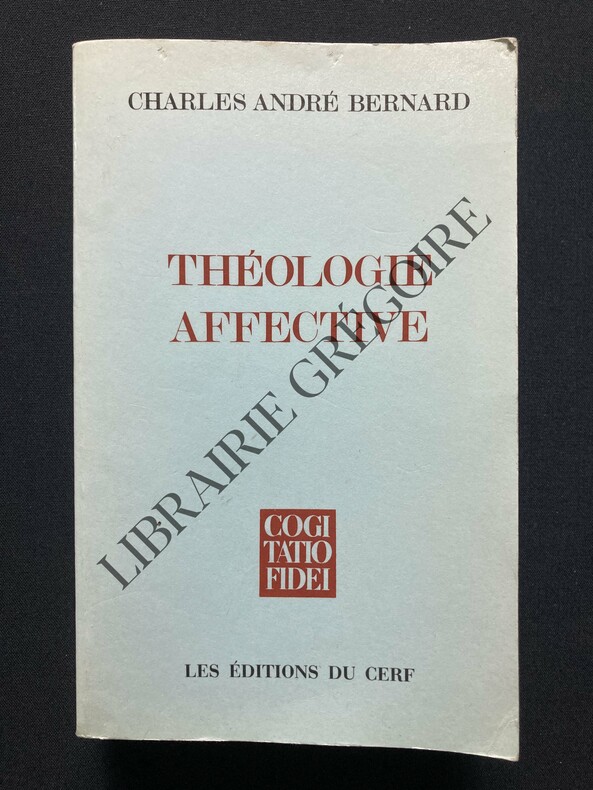 CHARLES ANDRÉ BERNARD
THÉOLOGIE
AFFECTIVE
LIBRAIRIE GRÉGOIRE
COGI
TATIO
FIDEI
LES ÉDITIONS DU CERF